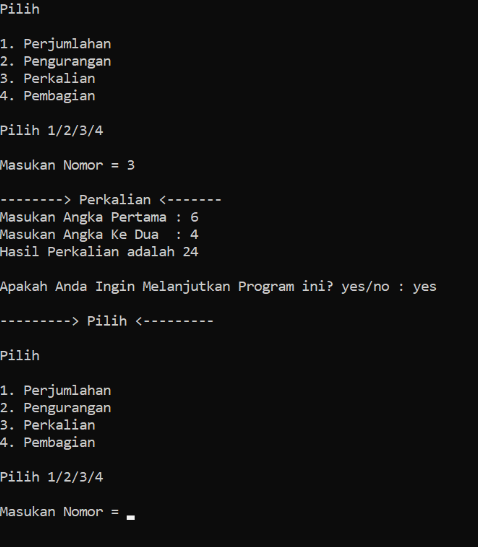 Pilih
1. Perjumlahan
2. Pengurangan
3. Perkalian
4. Pembagian
Pilih 1/2/3/4
Masukan Nomor = 3
--------> Perkalian <-------
Masukan Angka Pertama : 6
Masukan Angka Ke Dua  : 4
Hasil Perkalian adalah 24
Apakah Anda Ingin Melanjutkan Program ini? yes/no : yes
---------> Pilih <---------
Pilih
1. Perjumlahan
2. Pengurangan
3. Perkalian
4. Pembagian
Pilih 1/2/3/4
Masukan Nomor = _